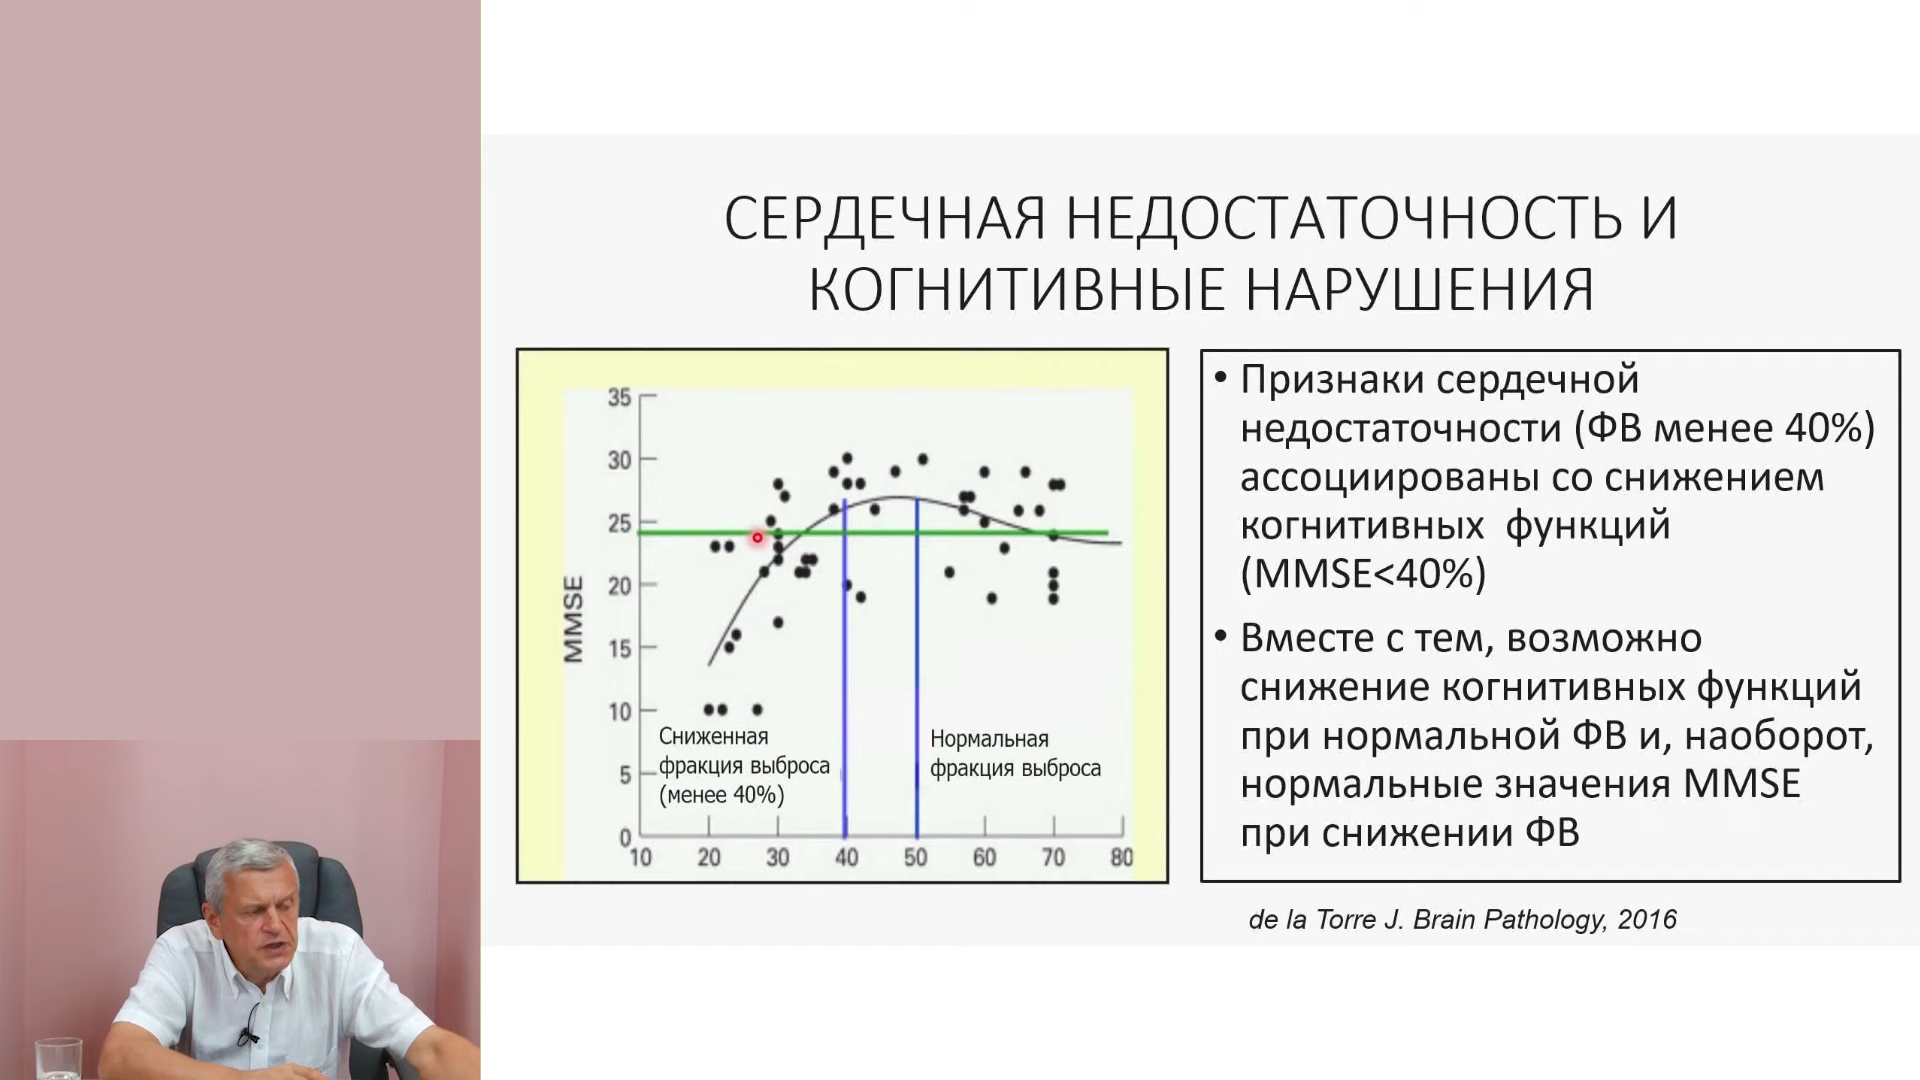 СЕРДЕЧНАЯ НЕДОСТАТОЧНОСТЬ И
КОГНИТИВНЫЕ НАРУШЕНИЯ
35
30
25
20
15
10
5
0
MMSE
10 20 30 40 50 60 70 80
Сниженная
фракция выброса
(менее 40%)
Нормальная
фракция выброса
• Признаки сердечной
недостаточности (ФВ менее 40%)
ассоциированы со снижением
когнитивных функций
(MMSE<40%)
• Вместе с тем, возможно
снижение когнитивных функций
при нормальной ФВ и, наоборот,
нормальные значения MMSE
при снижении ФВ
de la Torre J. Brain Pathology, 2016